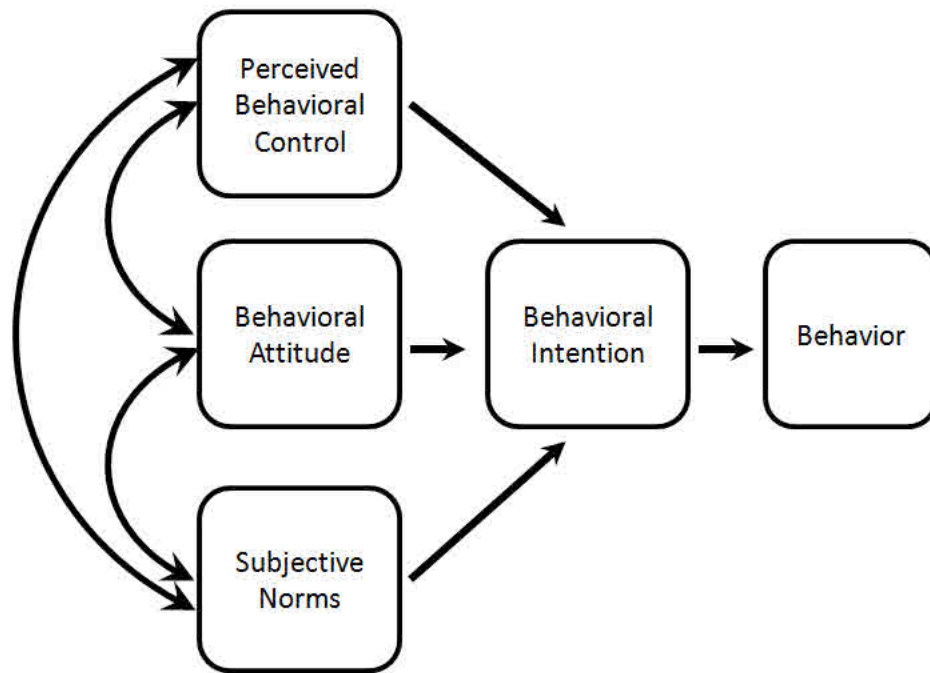 Perceived
Behavioral
Control
Behavioral
Attitude
Behavioral
Intention
Behavior
Subjective
Norms